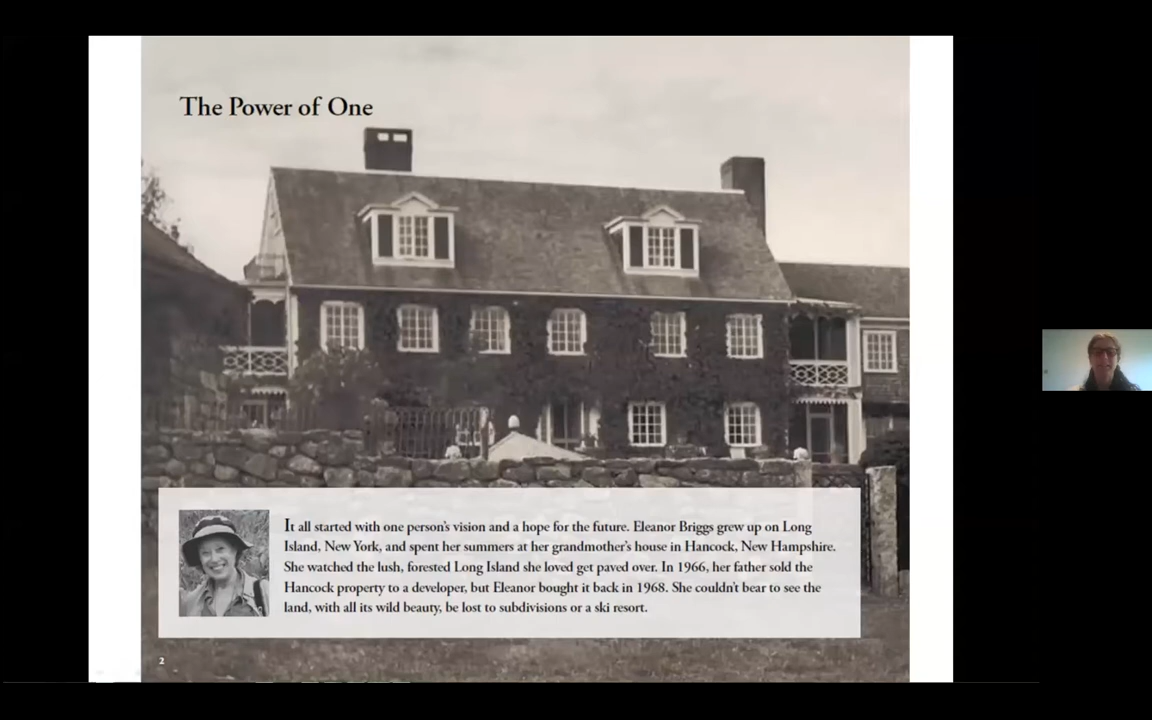 The Power of One
It all started with one person's vision and a hope for the future. Eleanor Briggs grew up on Long
Island, New York, and spent her summers at her grandmother's house in Hancock, New Hampshire.
She watched the lush, forested Long Island she loved get paved over. In 1966, her father sold the
Hancock property to a developer, but Eleanor bought it back in 1968. She couldn't bear to see the
land, with all its wild beauty, be lost to subdivisions or a ski resort.
2